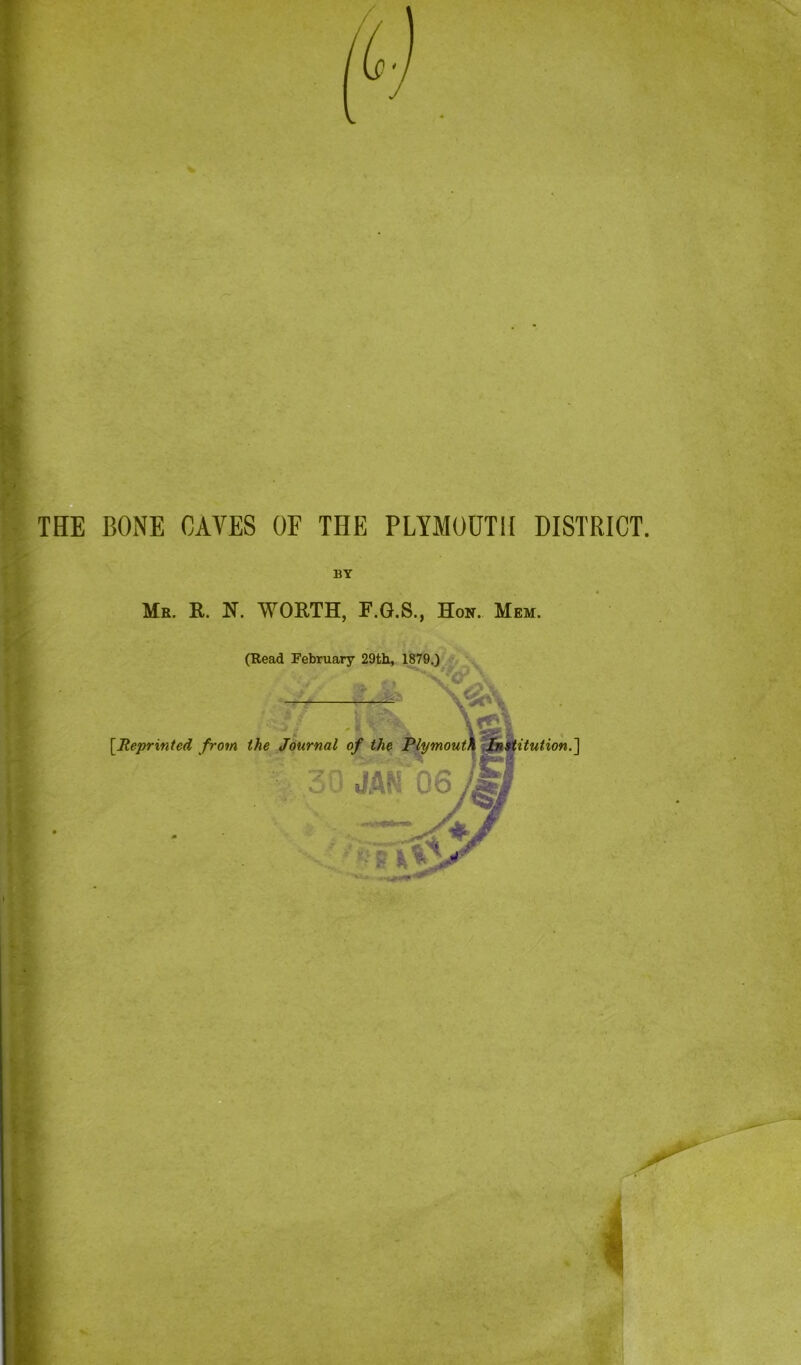 (6.)
THE BONE CAVES OF THE PLYMOUTH DISTRICT.
BY
MR. R. N. WORTH, F.G.S., HON. MEM.
(Read February 29th, 1879.)
[Reprinted from the Journal of the Plymouth Institution.]
30 JAN 06